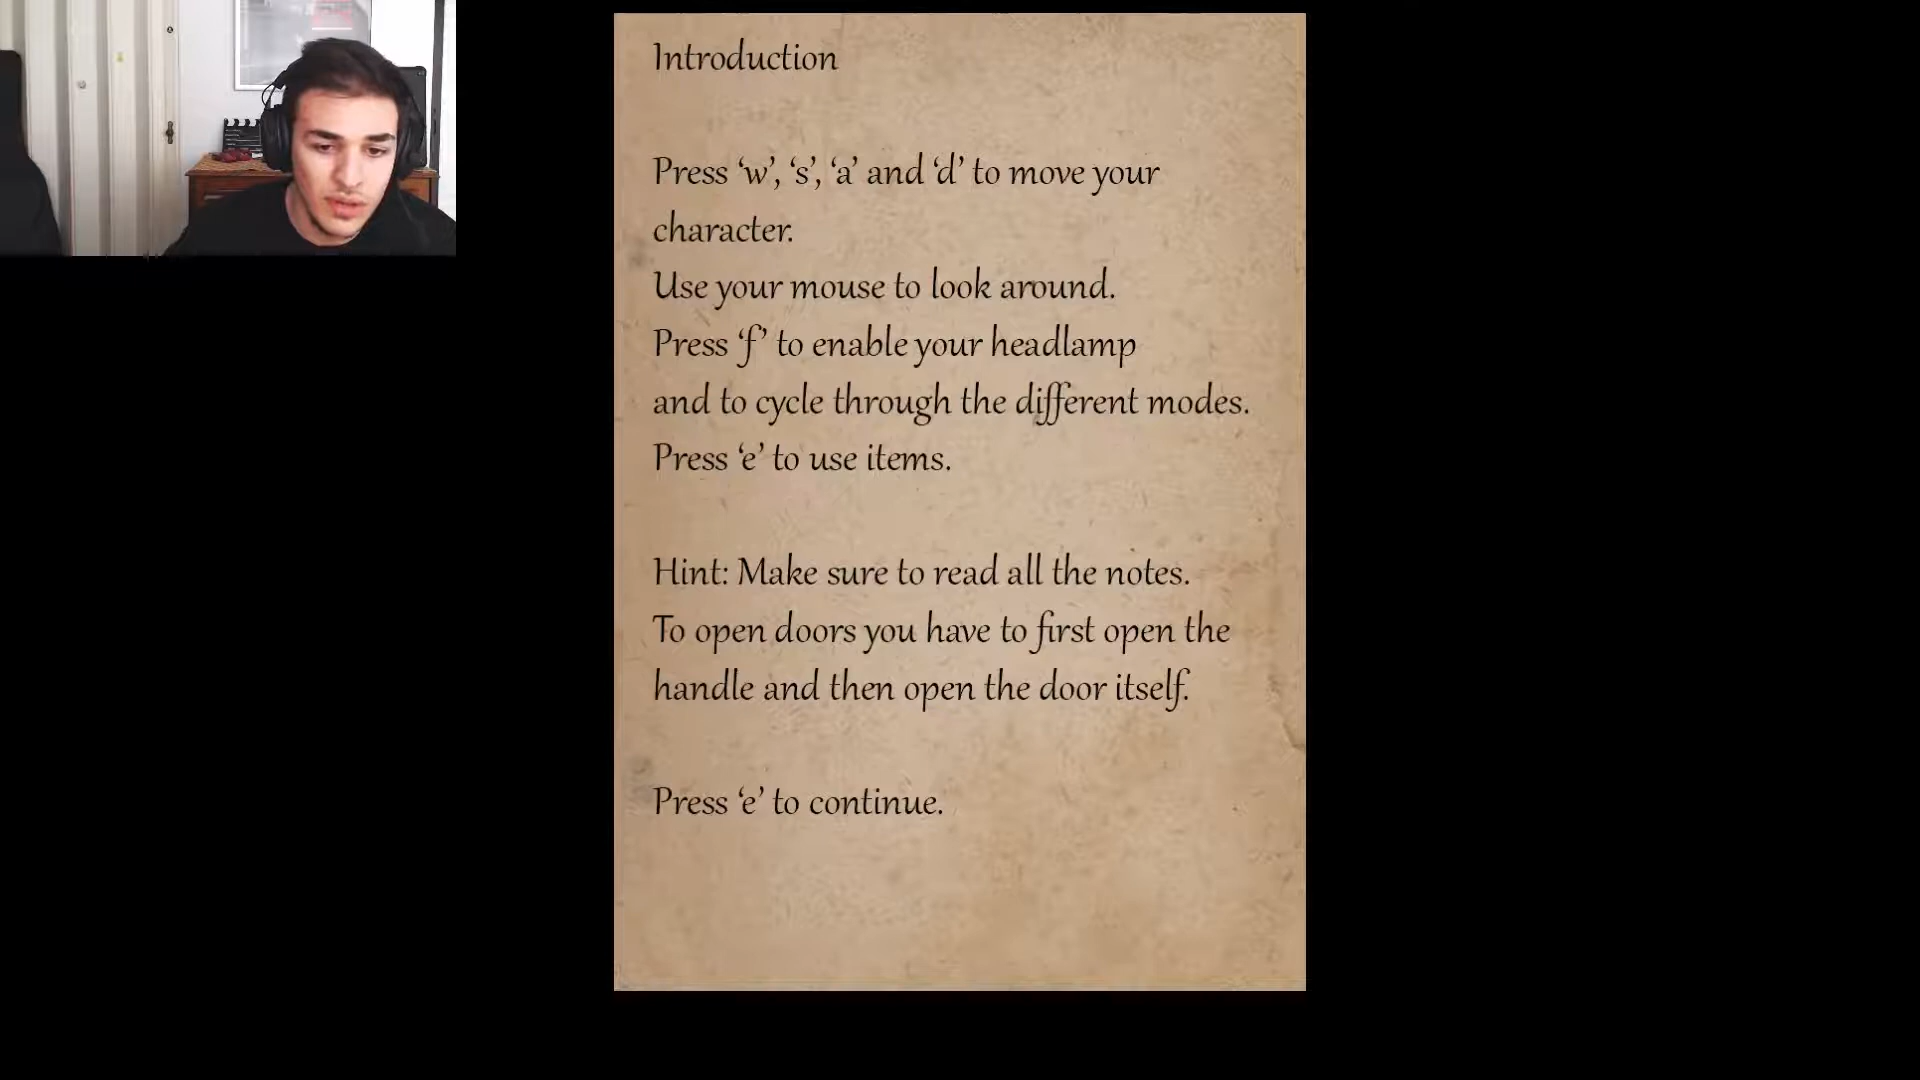 Introduction
Press ‘w’, ‘s’, ‘a’ and ‘d’ to move your
character.
Use your mouse to look around.
Press ‘f’ to enable your headlamp
and to cycle through the different modes.
Press ‘e’ to use items.
Hint: Make sure to read all the notes.
To open doors you have to first open the
handle and then open the door itself.
Press ‘e’ to continue.